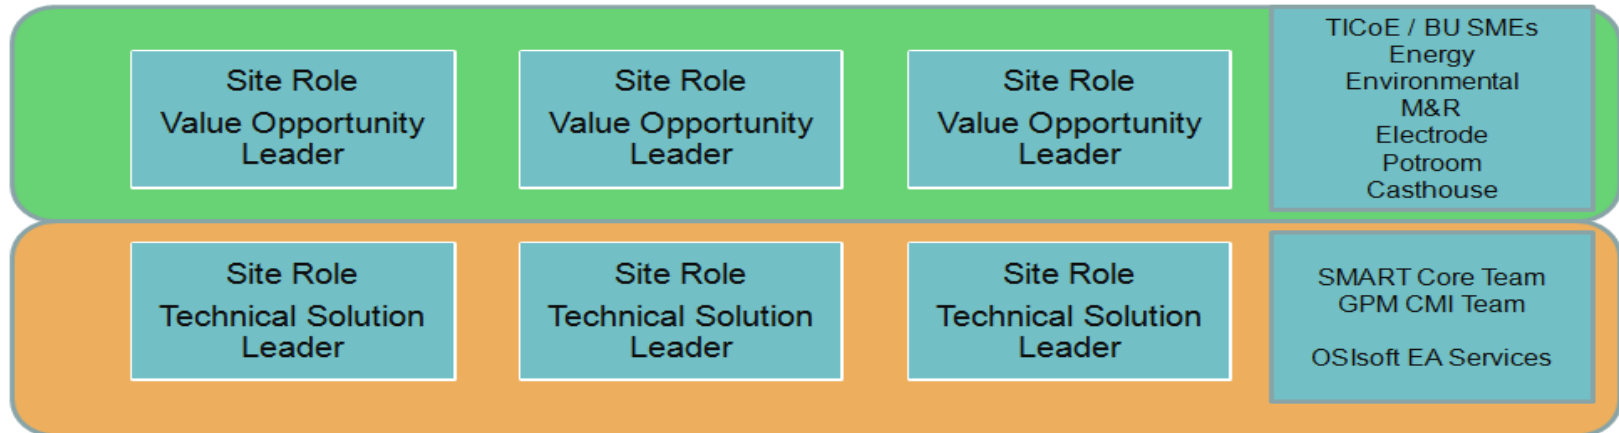 Site Role
Value Opportunity
Leader
Site Role
Value Opportunity
Leader
Site Role
Value Opportunity
Leader
TICoE / BU SMEs
Energy
Environmental
M&R
Electrode
Potroom
Casthouse
Site Role
Technical Solution
Leader
Site Role
Technical Solution
Leader
Site Role
Technical Solution
Leader
SMART Core Team
GPM CMI Team
OSIsoft EA Services